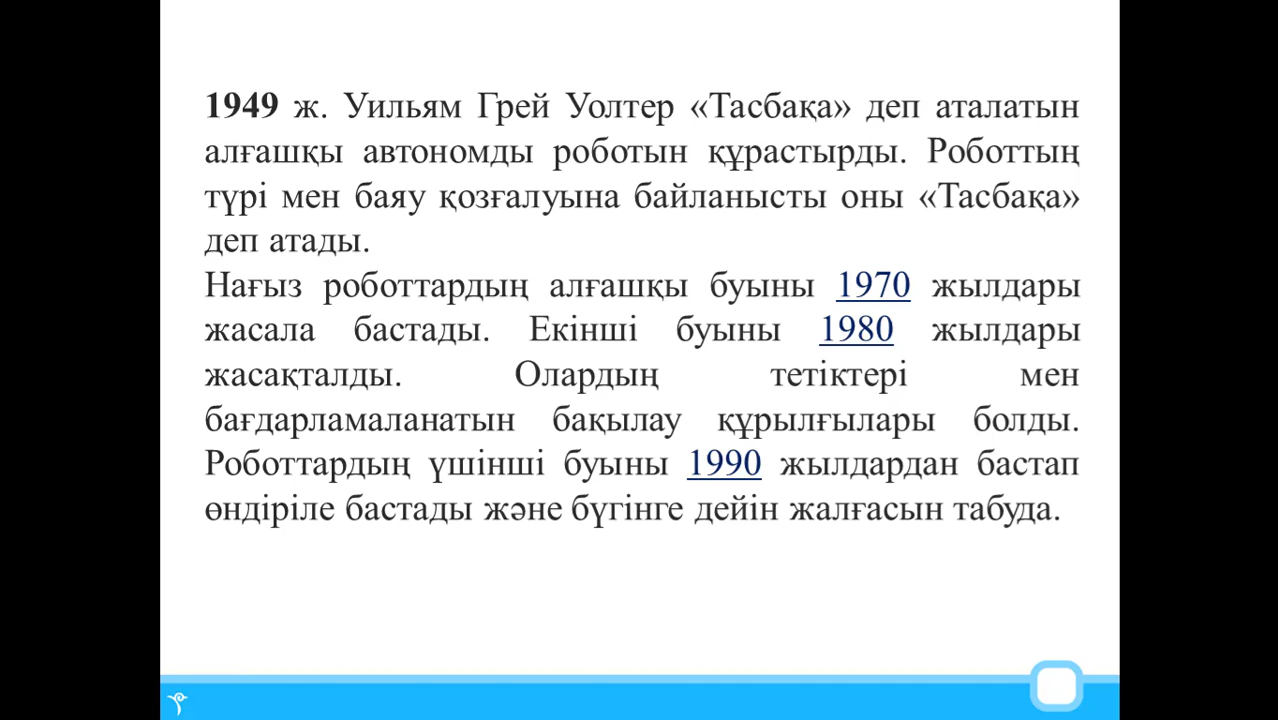 1949 ж. Уильям Грей Уолтер «Тасбақа» деп аталатын
алғашқы автономды роботын құрастырды. Роботтың
түрі мен баяу қозғалуына байланысты оны «Тасбақа»
деп атады.
Нағыз роботтардың алғашқы буыны 1970 жылдары
жасала бастады. Екінші буыны 1980 жылдары
жасақталды. Олардың тетіктері мен
бағдарламаланатын бақылау құрылғылары болды.
Роботтардың үшінші буыны 1990 жылдардан бастап
өндіріле бастады және бүгінге дейін жалғасын табуда.